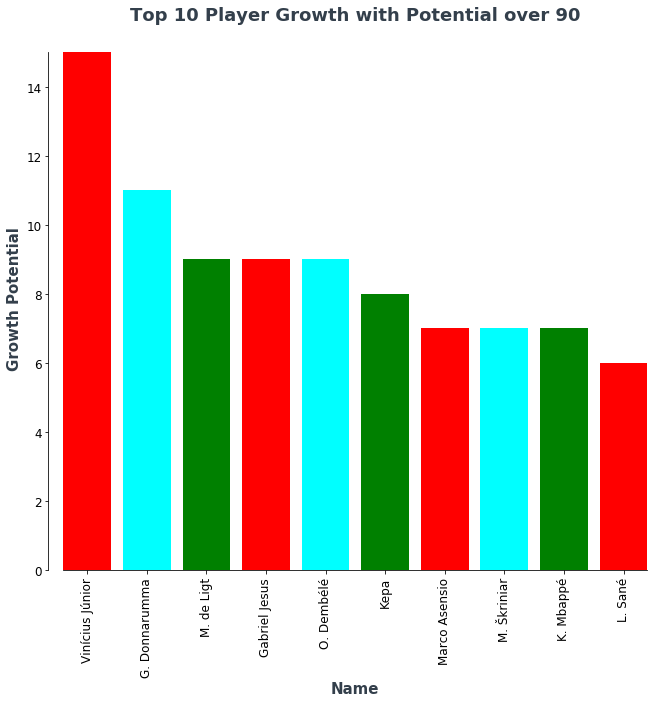 Top 10 Player Growth with Potential over 90
Growth Potential
14
12
10
8
6
4
2
0
Vinícius Júnior
G. Donnarumma
M. de Ligt
Gabriel Jesus
O. Dembélé
Kepa
Marco Asensio
M. Škriniar
K. Mbappé
L. Sané
Name